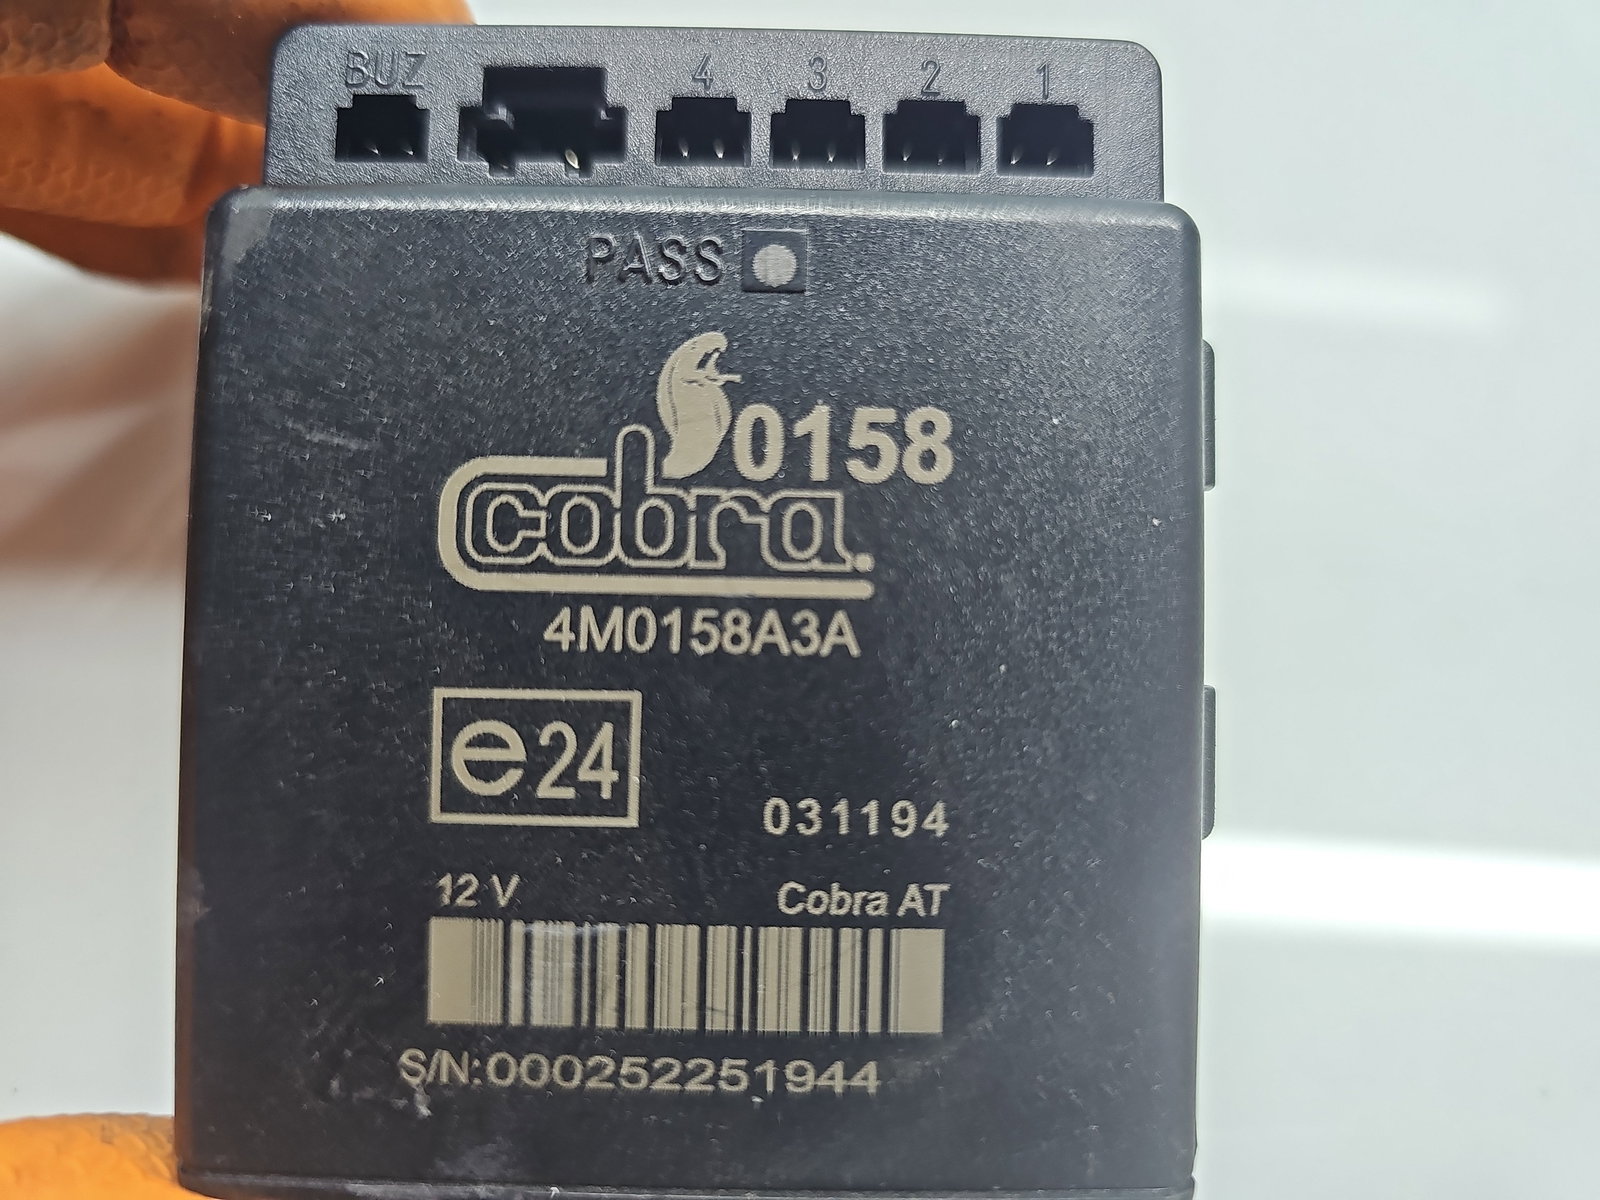 BUZ 4 3 2 1
PASS
0158
cobra.
4M0158A3A
e24
031194
12 V Cobra AT
S/N:000252251944